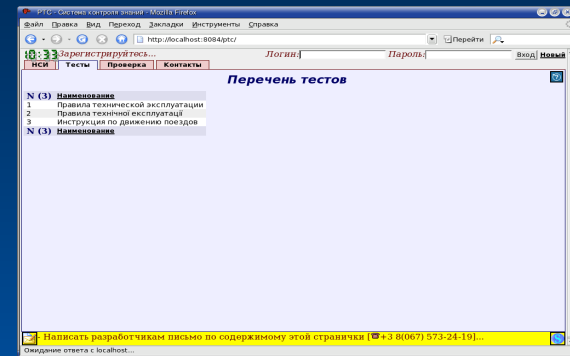 РТС - Система контроля знаний - Mozilla Firefox
Файл Правка Вид Переход Закладки Инструменты Справка
http://localhost:8084/ptc/ Перейти
10:33 Зарегистрируйтесь... Логин: Пароль: Вход Новый
НСИ Тесты Проверка Контакты
Перечень тестов
N (3) Наименование
1 Правила технической эксплуатации
2 Правила технічної експлуатації
3 Инструкция по движению поездов
N (3) Наименование
- Написать разработчикам письмо по содержимому этой странички [☎+3 8(067) 573-24-19]...
Ожидание ответа с localhost...